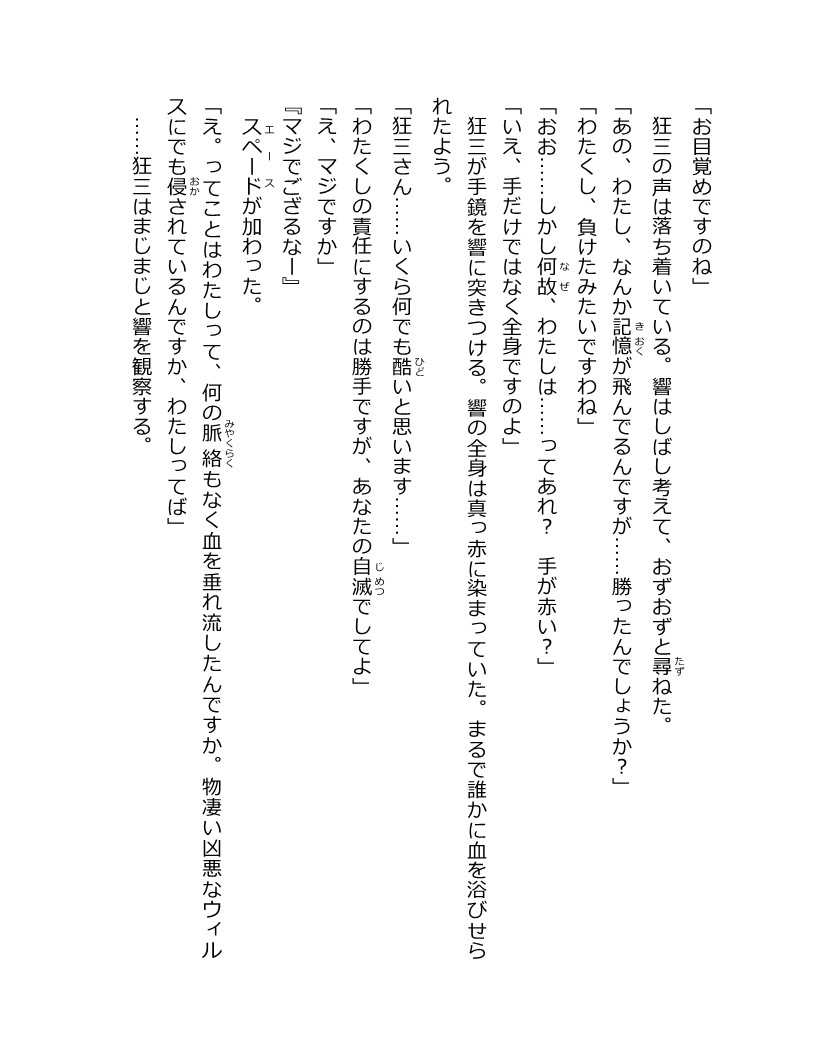 「お目覚めですのね」
　狂三の声は落ち着いている。響はしばし考えて、おずおずと尋ねた。
「あの、わたし、なんか記憶が飛んでるんですが……勝ったんでしょうか？」
「わたくし、負けたみたいですわね」
「おお……しかし何故、わたしは……ってあれ？　手が赤い？」
「いえ、手だけではなく全身ですのよ」
　狂三が手鏡を響に突きつける。響の全身は真っ赤に染まっていた。まるで誰かに血を浴びせら
れたよう。
「狂三さん……いくら何でも酷いと思います……」
「わたくしの責任にするのは勝手ですが、あなたの自滅でしてよ」
「え、マジですか」
『マジでござるなー』
　スペードが加わった。
「え。ってことはわたしって、何の脈絡もなく血を垂れ流したんですか。物凄い凶悪なウィル
スにでも侵されているんですか、わたしってば」
　……狂三はまじまじと響を観察する。